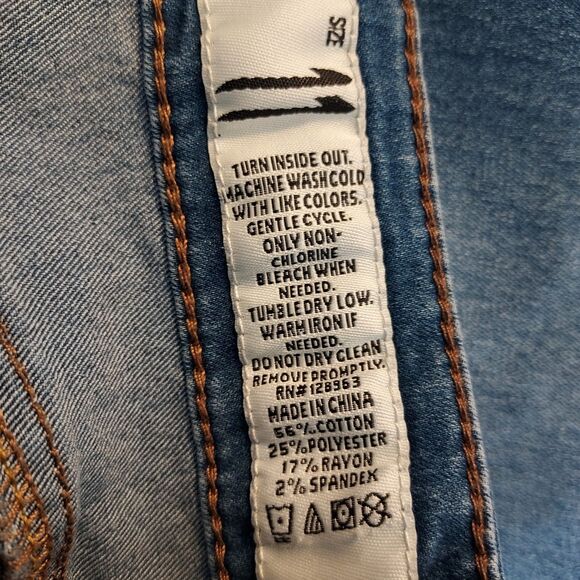 SIZE
11
TURN INSIDE OUT.
MACHINE WASH COLD
WITH LIKE COLORS.
GENTLE CYCLE.
ONLY NON-
CHLORINE
BLEACH WHEN
NEEDED.
TUMBLE DRY LOW.
WARM IRON IF
NEEDED.
DO NOT DRY CLEAN
REMOVE PROMPTLY.
RN#128963
MADE IN CHINA
56% COTTON
25% POLYESTER
17% RAYON
2% SPANDEX